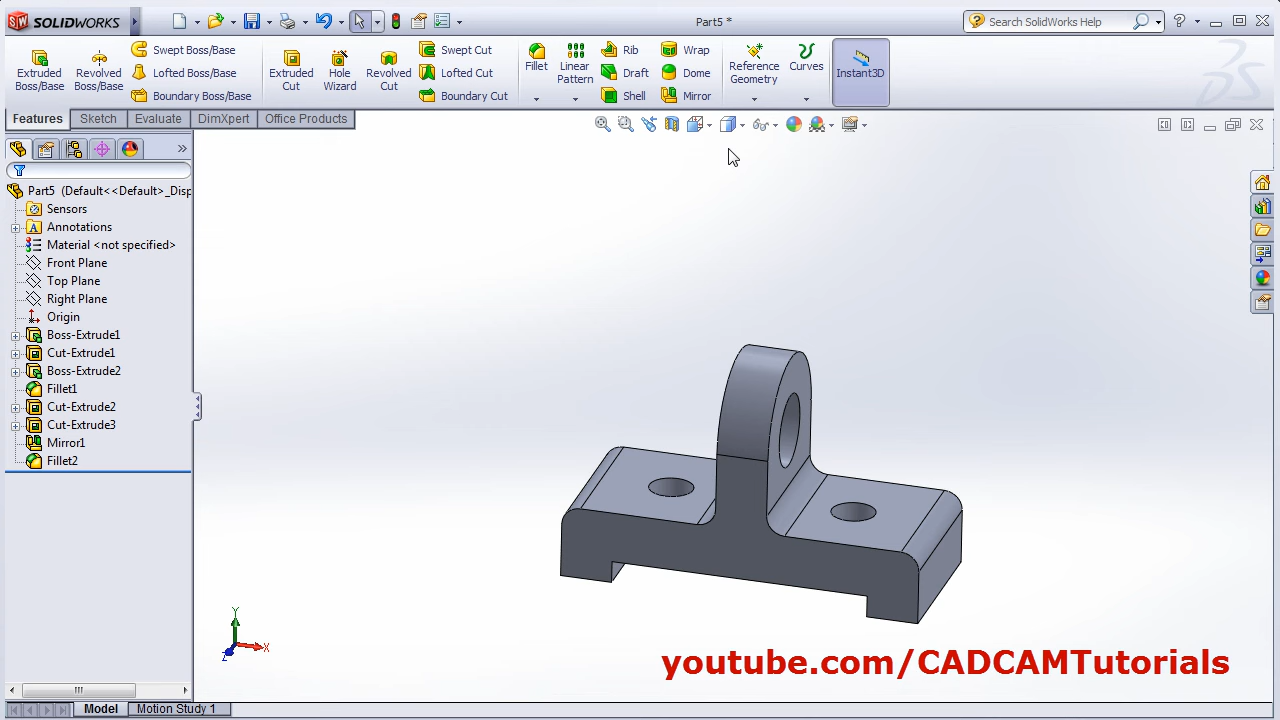 SOLIDWORKS
Part5 *
Search SolidWorks Help
Extruded Boss/Base
Revolved Boss/Base
Swept Boss/Base
Lofted Boss/Base
Boundary Boss/Base
Extruded Cut
Hole Wizard
Revolved Cut
Swept Cut
Lofted Cut
Boundary Cut
Fillet
Linear Pattern
Rib
Draft
Shell
Wrap
Dome
Mirror
Reference Geometry
Curves
Instant3D
Features
Sketch
Evaluate
DimXpert
Office Products
Part5 (Default<<Default>_Disp
Sensors
Annotations
Material <not specified>
Front Plane
Top Plane
Right Plane
Origin
Boss-Extrude1
Cut-Extrude1
Boss-Extrude2
Fillet1
Cut-Extrude2
Cut-Extrude3
Mirror1
Fillet2
Y
X
Z
youtube.com/CADCAMTutorials
Model
Motion Study 1